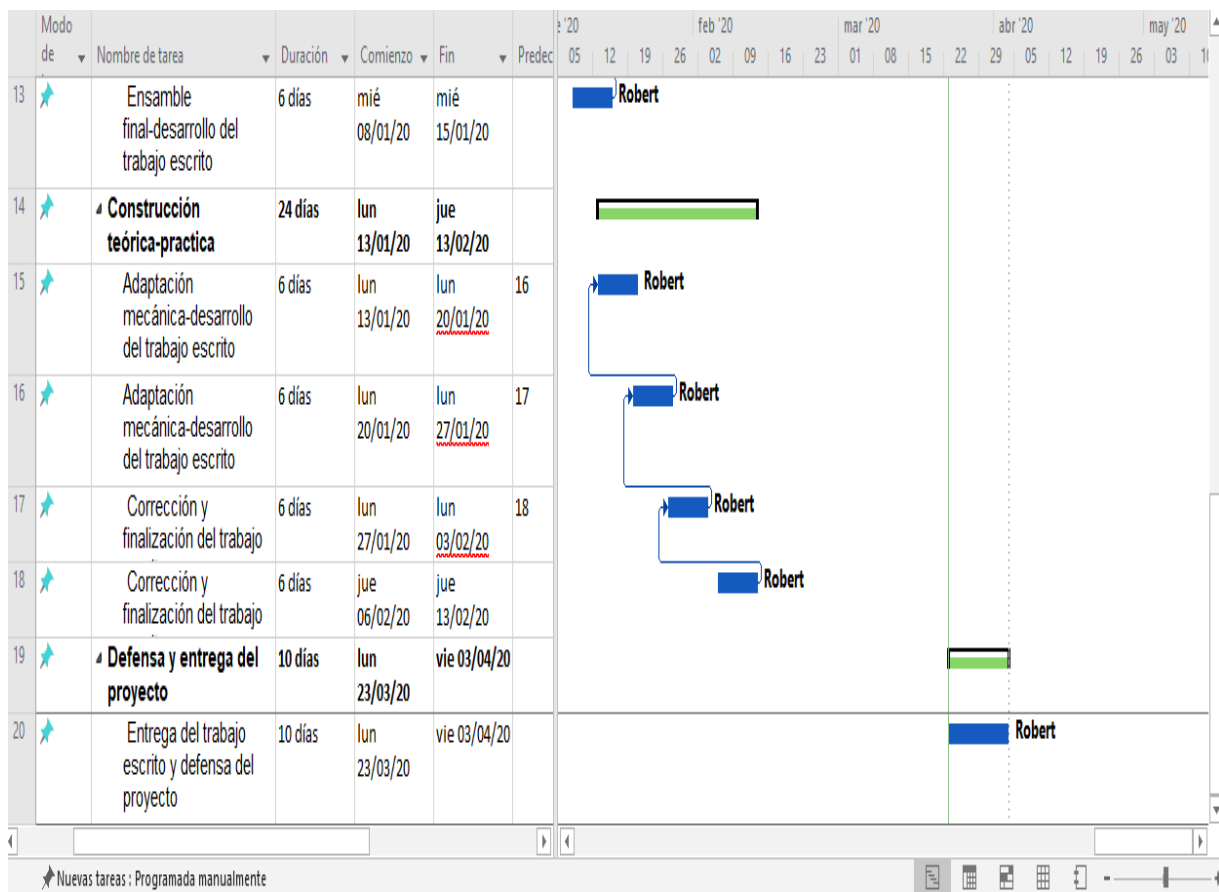 Modo
de
Nombre de tarea
Duración
Comienzo
Fin
Predec
'20
feb '20
mar '20
abr '20
may '20
05 12 19 26 02 09 16 23 01 08 15 22 29 05 12 19 26 03
13 Ensamble 6 días mié mié Robert
final-desarrollo del 08/01/20 15/01/20
trabajo escrito
14 Construcción 24 días lun jue
teórica-practica 13/01/20 13/02/20
15 Adaptación 6 días lun lun 16 Robert
mecánica-desarrollo 13/01/20 20/01/20
del trabajo escrito
16 Adaptación 6 días lun lun 17 Robert
mecánica-desarrollo 20/01/20 27/01/20
del trabajo escrito
17 Corrección y 6 días lun lun 18 Robert
finalización del trabajo 27/01/20 03/02/20
18 Corrección y 6 días jue jue Robert
finalización del trabajo 06/02/20 13/02/20
19 Defensa y entrega del 10 días lun vie 03/04/20
proyecto 23/03/20
20 Entrega del trabajo 10 días lun vie 03/04/20 Robert
escrito y defensa del 23/03/20
proyecto
Nuevas tareas : Programada manualmente